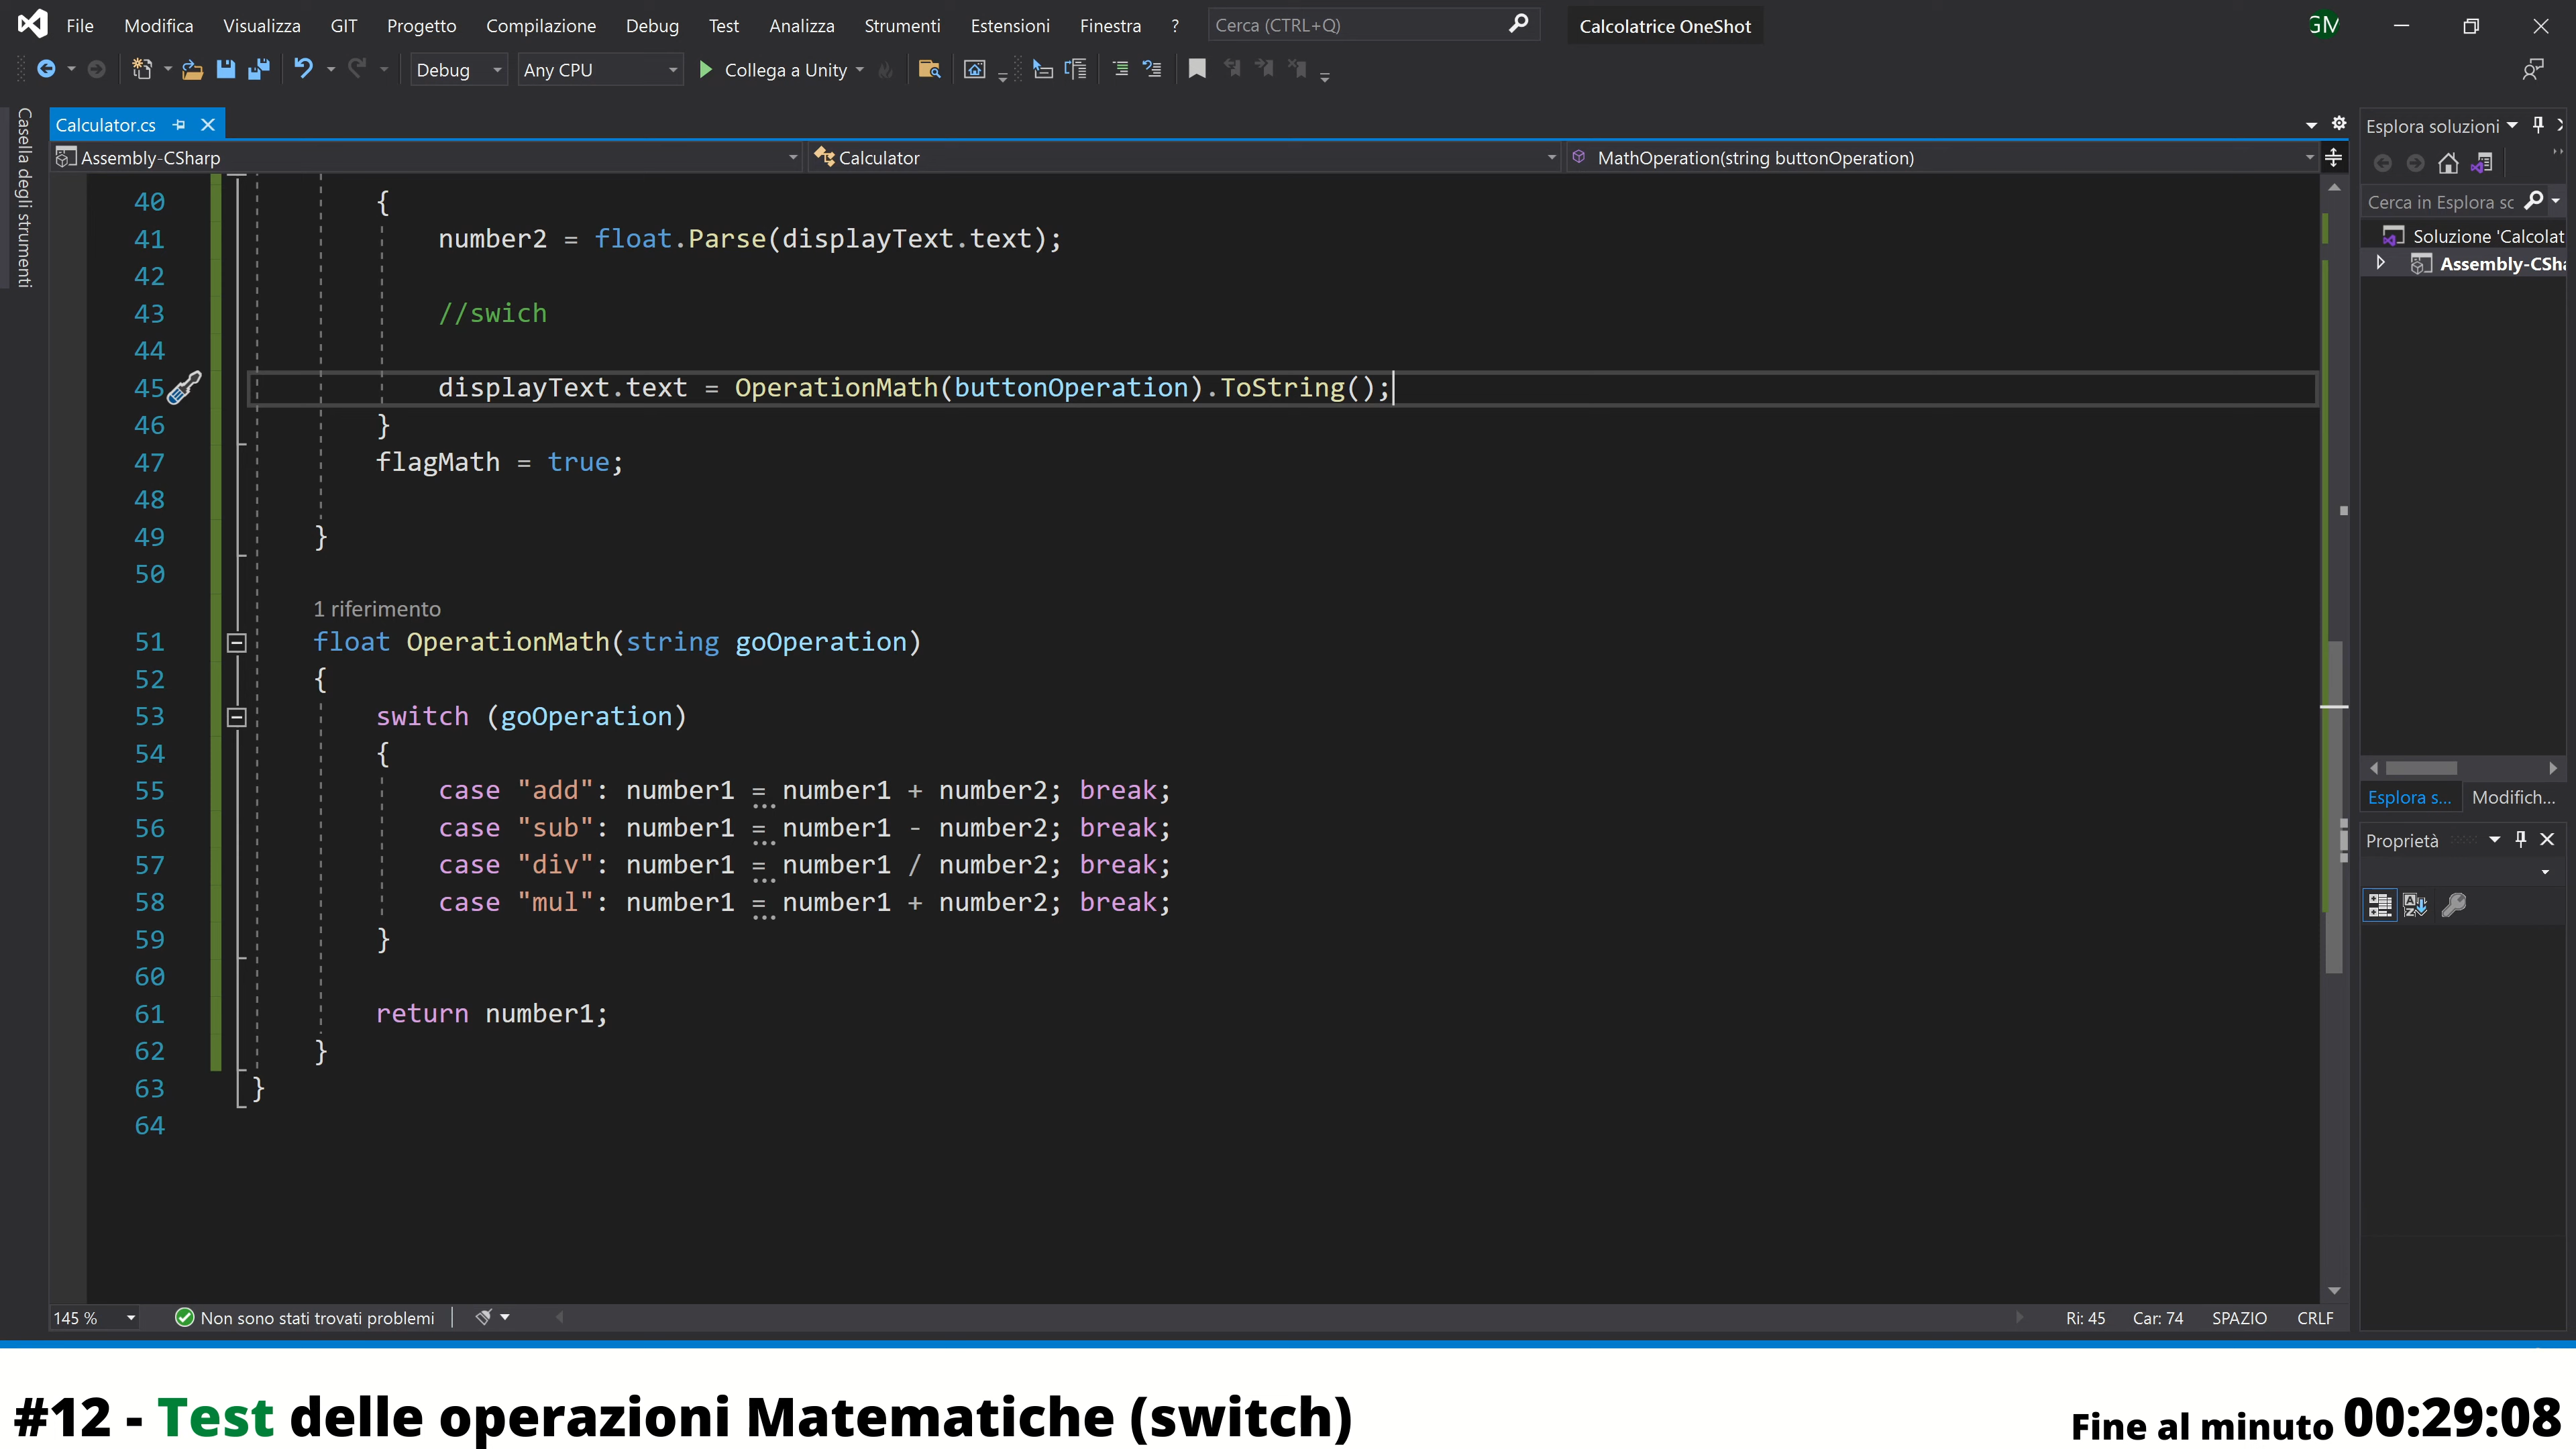 File Modifica Visualizza GIT Progetto Compilazione Debug Test Analizza Strumenti Estensioni Finestra ? Cerca (CTRL+Q) Calcolatrice OneShot GM
Debug Any CPU Collega a Unity
Casella degli strumenti
Calculator.cs
Assembly-CSharp Calculator MathOperation(string buttonOperation)
40 {
41 number2 = float.Parse(displayText.text);
42
43 //swich
44
45 displayText.text = OperationMath(buttonOperation).ToString();
46 }
47 flagMath = true;
48
49 }
50
1 riferimento
51 float OperationMath(string goOperation)
52 {
53 switch (goOperation)
54 {
55 case "add": number1 = number1 + number2; break;
56 case "sub": number1 = number1 - number2; break;
57 case "div": number1 = number1 / number2; break;
58 case "mul": number1 = number1 + number2; break;
59 }
60
61 return number1;
62 }
63 }
64
Esplora soluzioni
Cerca in Esplora sc
Soluzione 'Calcolat
Assembly-CSha
Esplora s... Modifich...
Proprietà
145 % Non sono stati trovati problemi Ri: 45 Car: 74 SPAZIO CRLF
#12 - Test delle operazioni Matematiche (switch) Fine al minuto 00:29:08